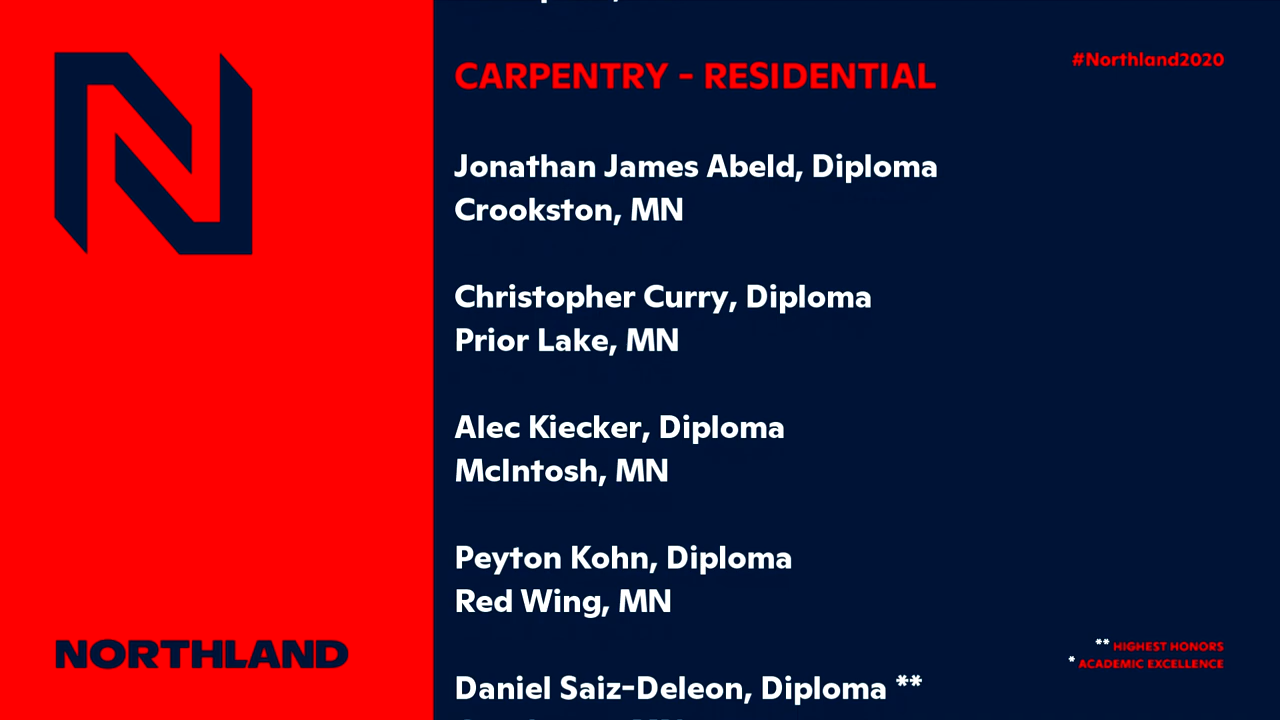 CARPENTRY - RESIDENTIAL
#Northland2020
Jonathan James Abeld, Diploma
Crookston, MN
Christopher Curry, Diploma
Prior Lake, MN
Alec Kiecker, Diploma
McIntosh, MN
Peyton Kohn, Diploma
Red Wing, MN
Daniel Saiz-Deleon, Diploma **
NORTHLAND
** HIGHEST HONORS
* ACADEMIC EXCELLENCE